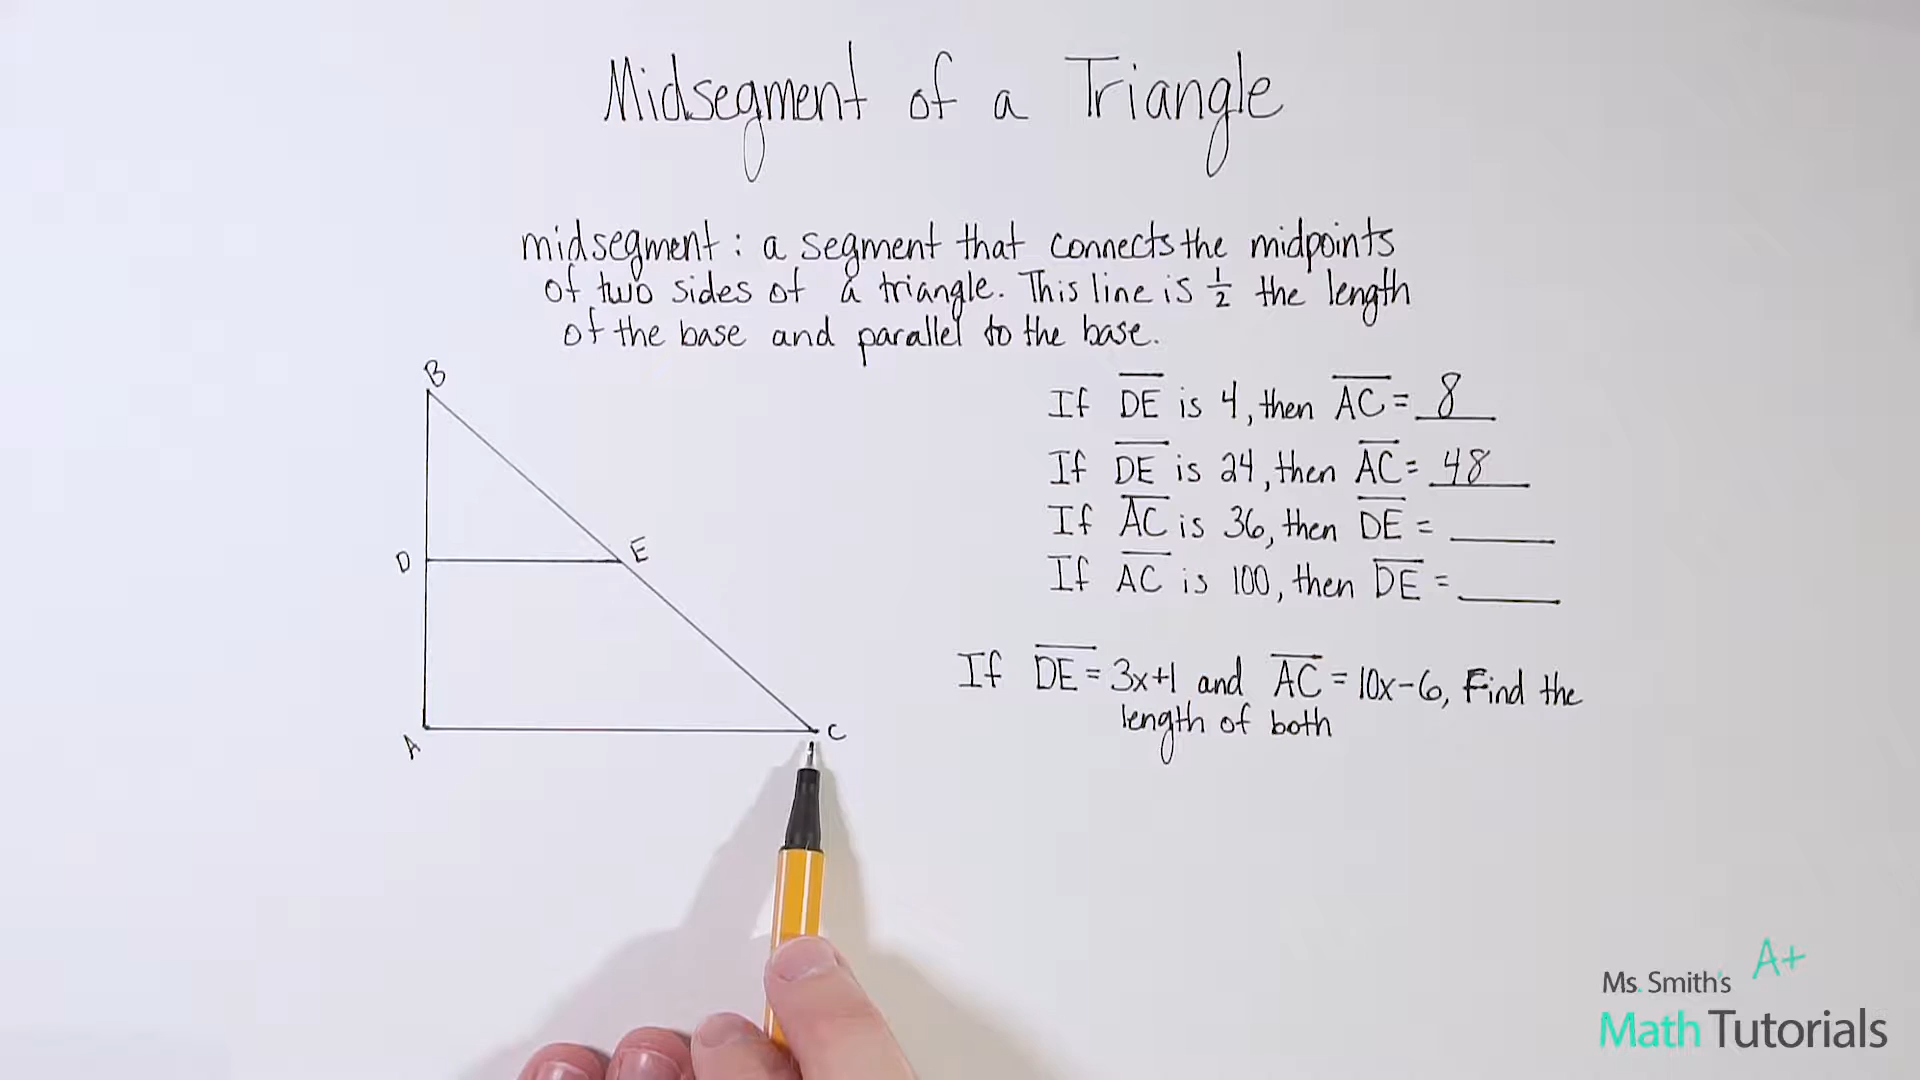 Midsegment of a Triangle
midsegment: a segment that connects the midpoints
of two sides of a triangle. This line is 1/2 the length
of the base and parallel to the base.
B
D
E
A
C
If DE is 4, then AC = 8
If DE is 24, then AC = 48
If AC is 36, then DE = ____
If AC is 100, then DE = ____
If DE = 3x+1 and AC = 10x-6, Find the
length of both
Ms. Smith's A+
Math Tutorials